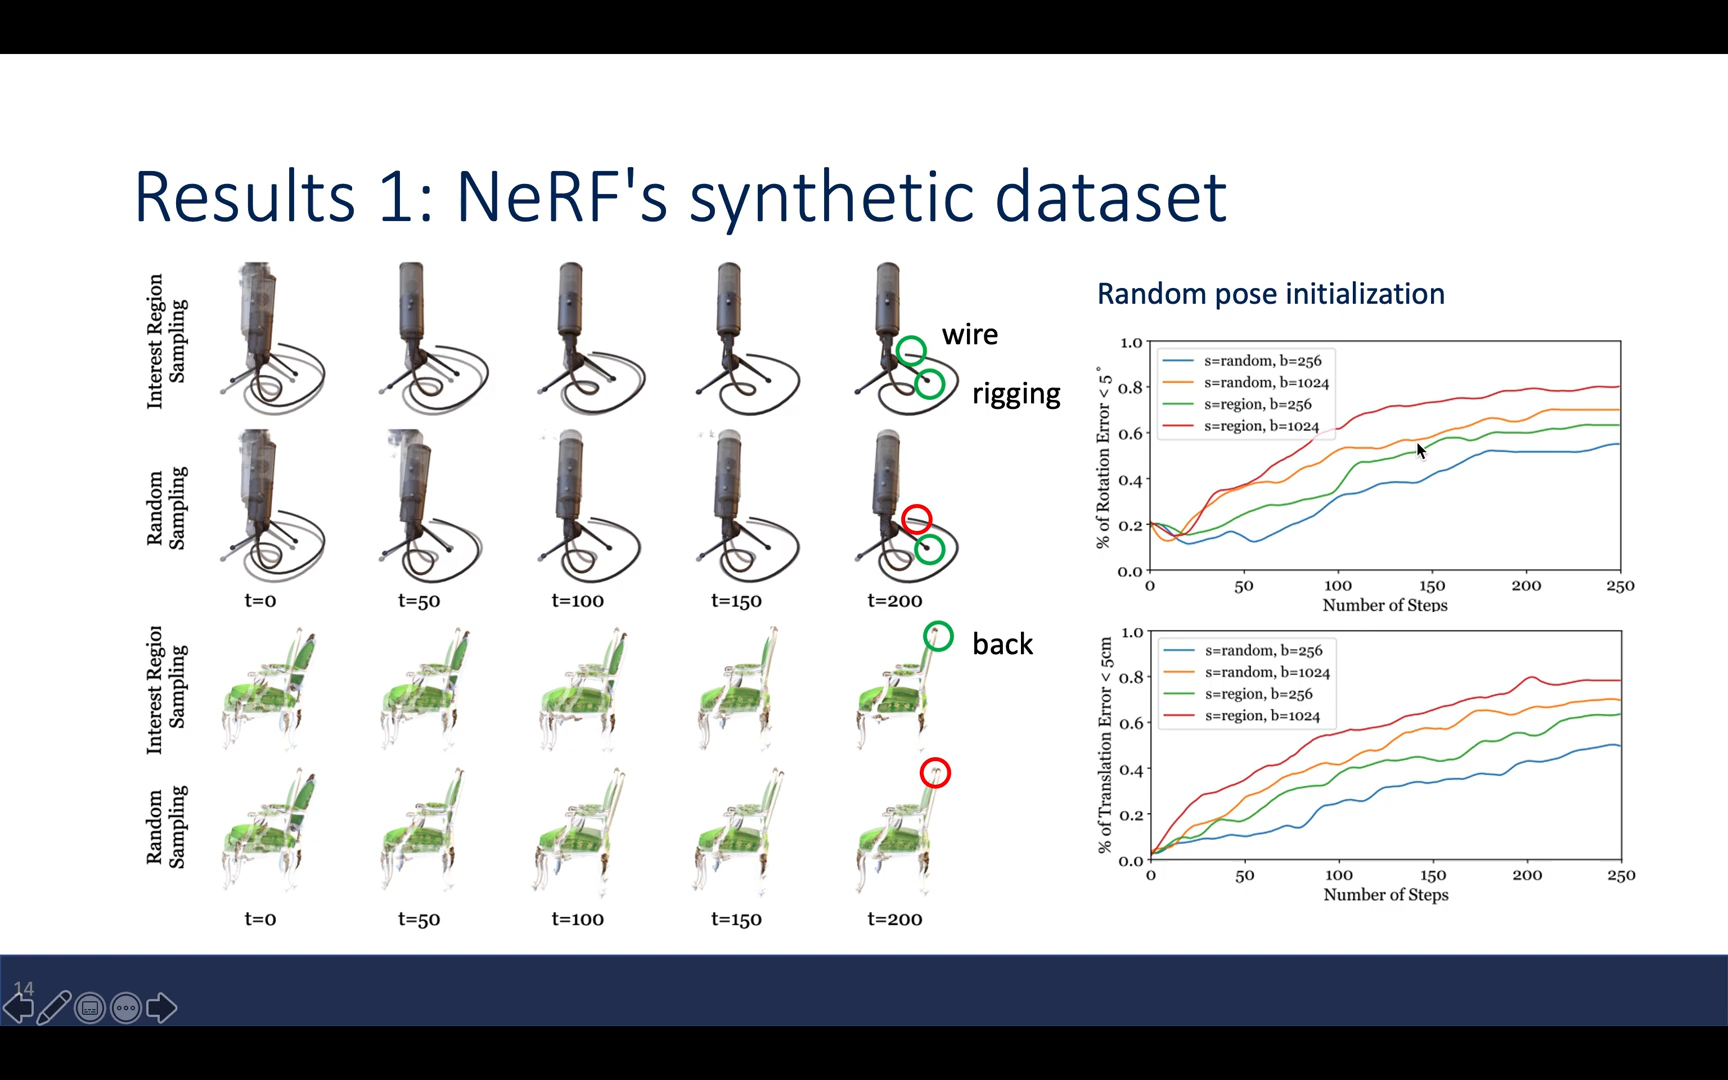 Results 1: NeRF's synthetic dataset
Interest Region
Sampling
wire
rigging
Random
Sampling
t=0 t=50 t=100 t=150 t=200
Interest Region
Sampling
back
Random
Sampling
t=0 t=50 t=100 t=150 t=200
Random pose initialization
% of Rotation Error < 5°
1.0
0.8
0.6
0.4
0.2
0.0
s=random, b=256
s=random, b=1024
s=region, b=256
s=region, b=1024
0 50 100 150 200 250
Number of Steps
% of Translation Error < 5cm
1.0
0.8
0.6
0.4
0.2
0.0
s=random, b=256
s=random, b=1024
s=region, b=256
s=region, b=1024
0 50 100 150 200 250
Number of Steps
14